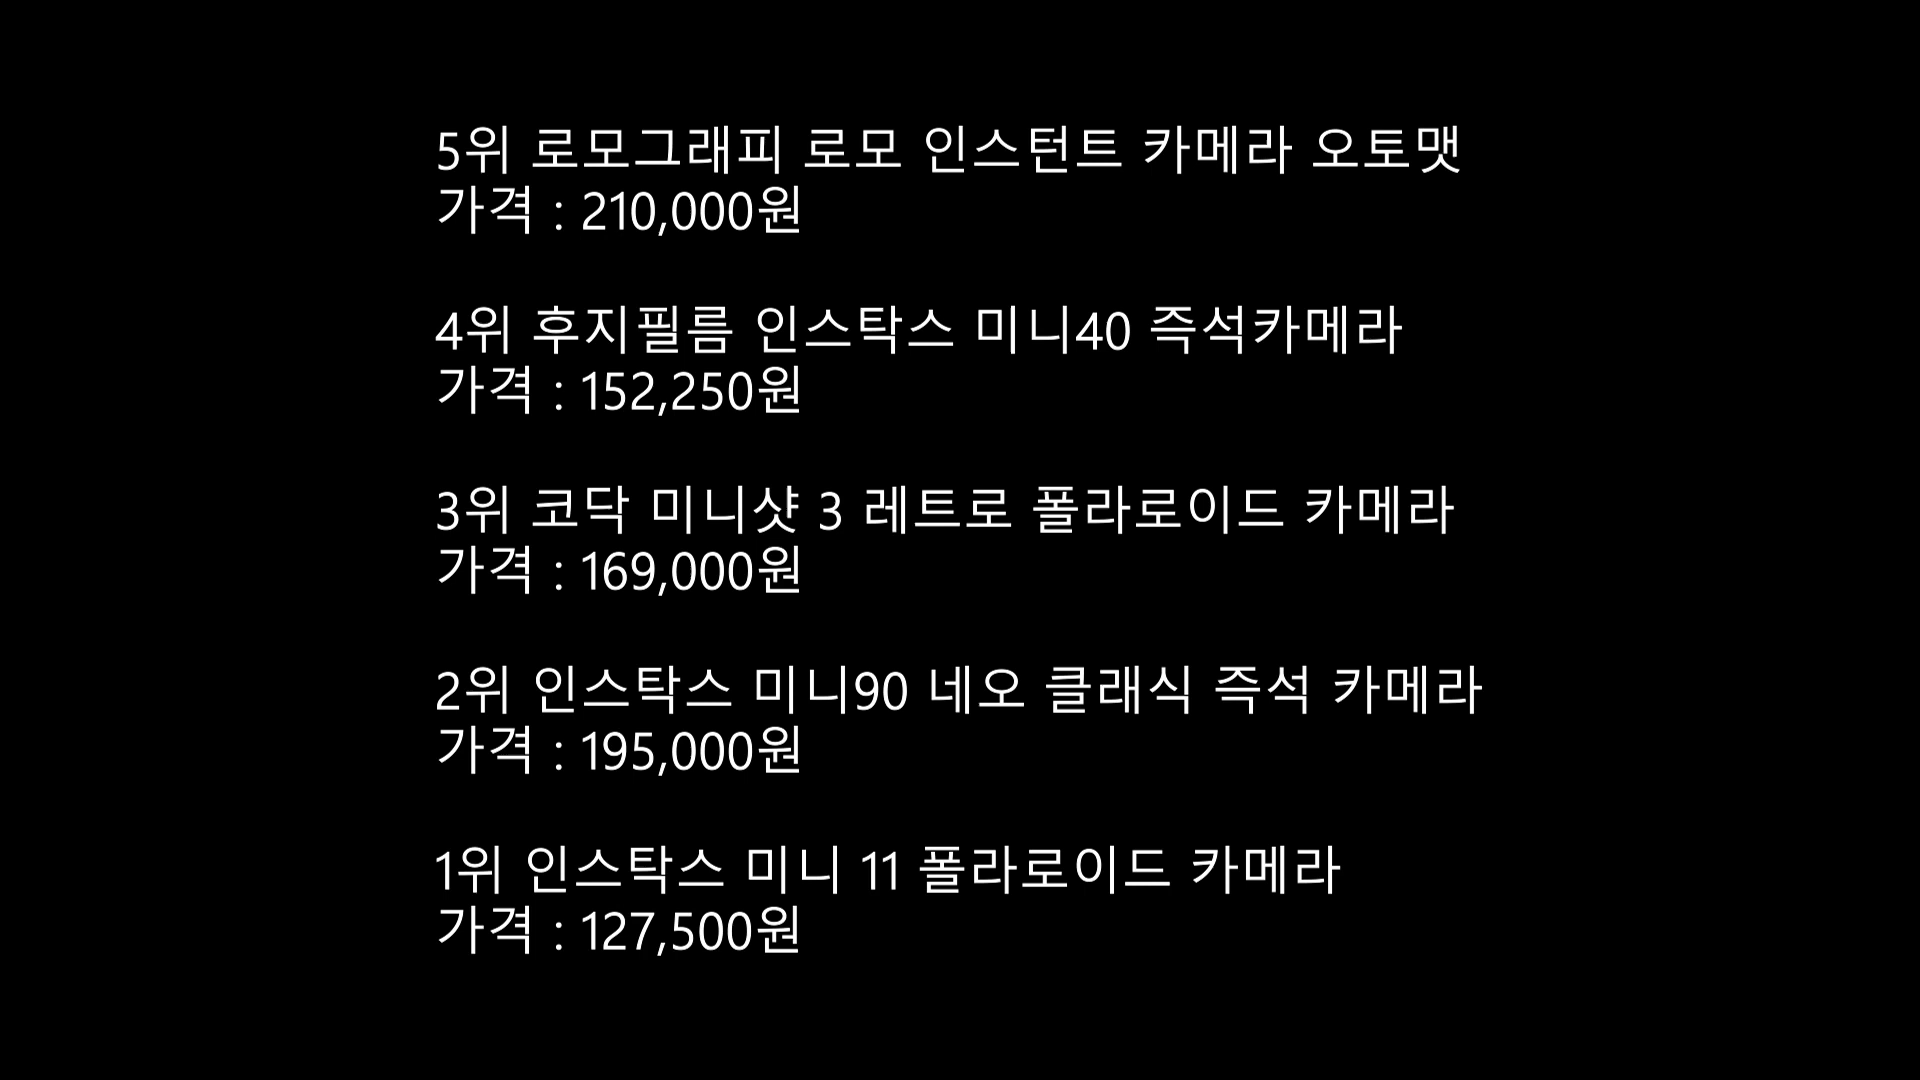 5위 로모그래피 로모 인스턴트 카메라 오토맷
가격 : 210,000원
4위 후지필름 인스탁스 미니40 즉석카메라
가격 : 152,250원
3위 코닥 미니샷 3 레트로 폴라로이드 카메라
가격 : 169,000원
2위 인스탁스 미니90 네오 클래식 즉석 카메라
가격 : 195,000원
1위 인스탁스 미니 11 폴라로이드 카메라
가격 : 127,500원